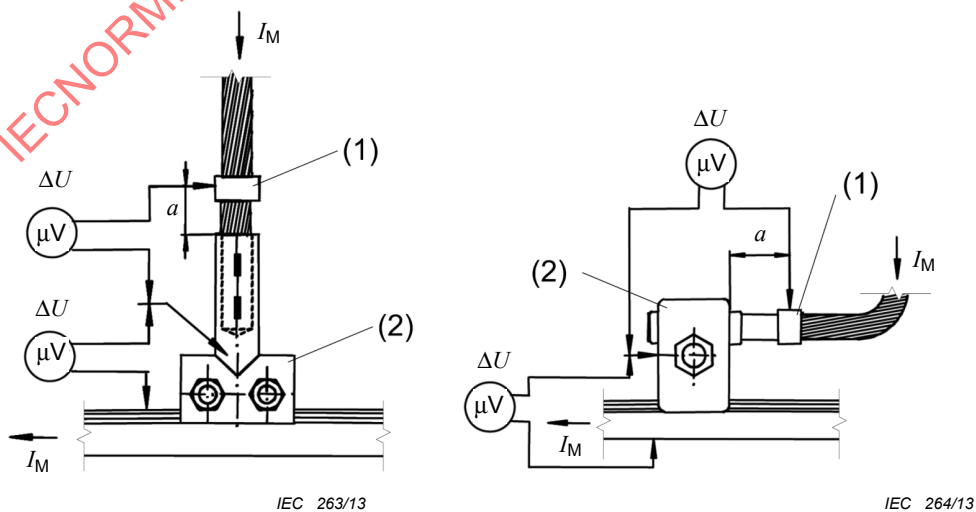 IECNORM
I_M
ΔU
μV
(1)
a
ΔU
μV
(2)
I_M
IEC 263/13
ΔU
μV
(1)
a
(2)
I_M
ΔU
μV
I_M
IEC 264/13